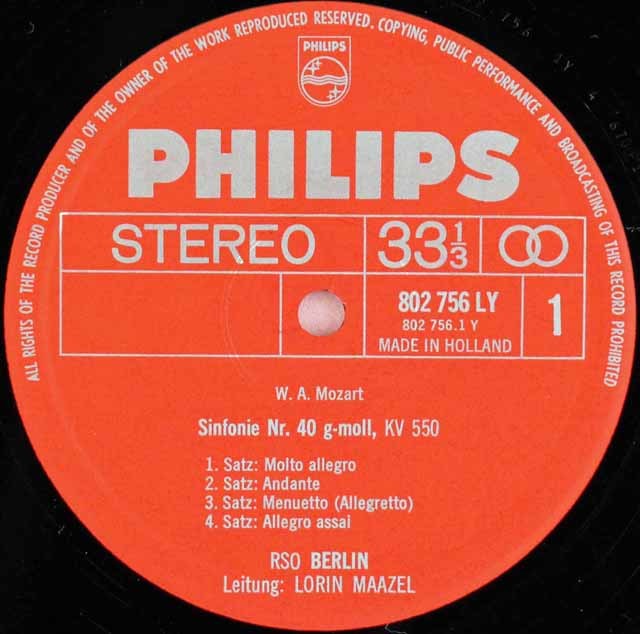 ALL RIGHTS OF THE RECORD PRODUCER AND OF THE OWNER OF THE WORK REPRODUCED RESERVED. COPYING, PUBLIC PERFORMANCE AND BROADCASTING OF THIS RECORD PROHIBITED
PHILIPS
PHILIPS
STEREO 33 1/3
802 756 LY 1
802 756.1 Y
MADE IN HOLLAND
W. A. Mozart
Sinfonie Nr. 40 g-moll, KV 550
1. Satz: Molto allegro
2. Satz: Andante
3. Satz: Menuetto (Allegretto)
4. Satz: Allegro assai
RSO BERLIN
Leitung: LORIN MAAZEL